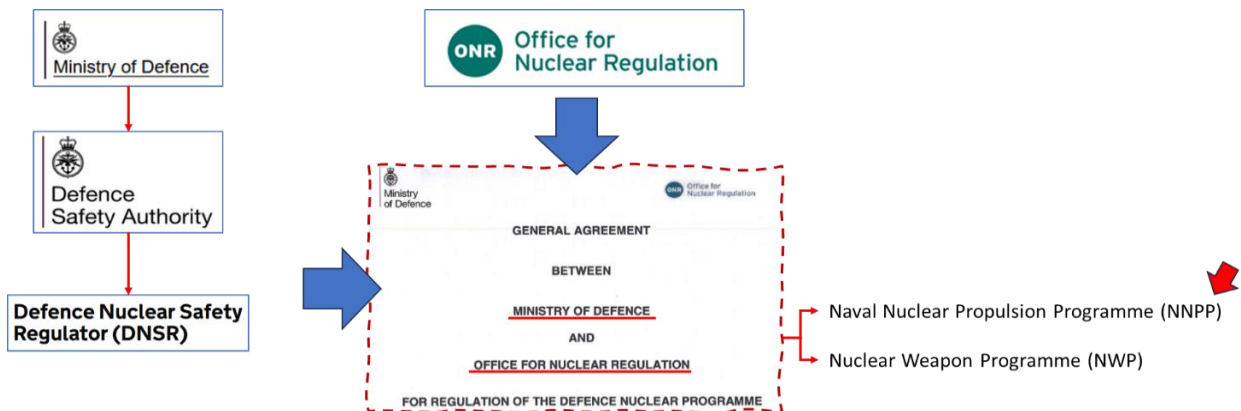 Ministry of Defence
Defence
Safety Authority
Defence Nuclear Safety
Regulator (DNSR)
ONR
Office for
Nuclear Regulation
Ministry
of Defence
ONR
Office for
Nuclear Regulation
GENERAL AGREEMENT
BETWEEN
MINISTRY OF DEFENCE
AND
OFFICE FOR NUCLEAR REGULATION
FOR REGULATION OF THE DEFENCE NUCLEAR PROGRAMME
Naval Nuclear Propulsion Programme (NNPP)
Nuclear Weapon Programme (NWP)